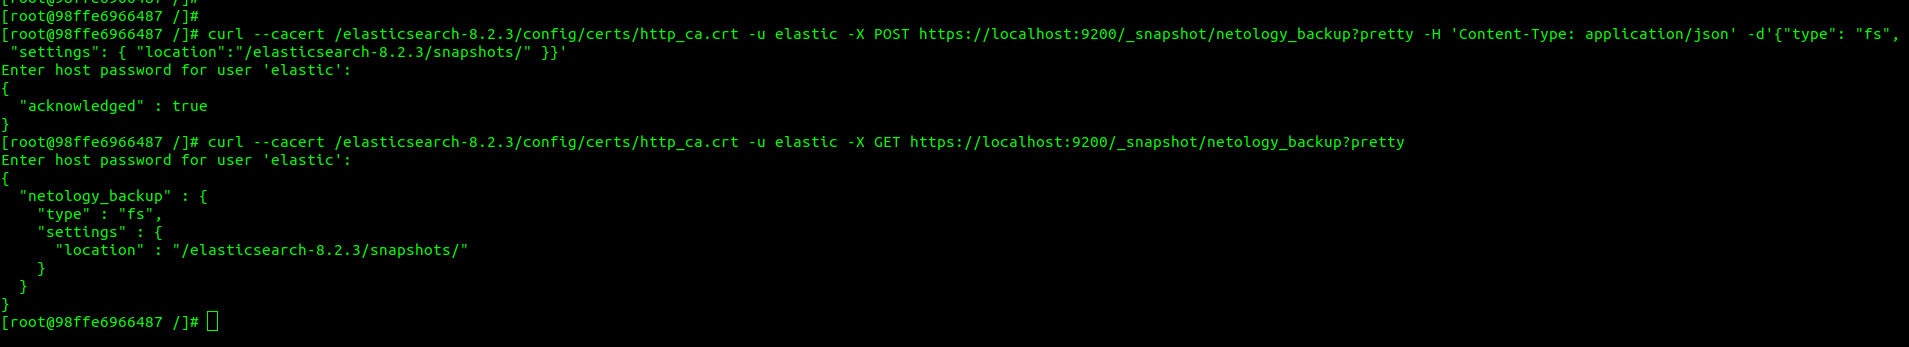 [root@98ffe6966487 /]#
[root@98ffe6966487 /]#
[root@98ffe6966487 /]# curl --cacert elasticsearch-8.2.3/config/certs/http_ca.crt -u elastic -X POST https://localhost:9200/_snapshot/netology_backup?pretty -H 'Content-Type: application/json' -d'{"type": "fs",
 "settings": { "location":"/elasticsearch-8.2.3/snapshots/" }}'
Enter host password for user 'elastic':
{
  "acknowledged" : true
}
[root@98ffe6966487 /]# curl --cacert /elasticsearch-8.2.3/config/certs/http_ca.crt -u elastic -X GET https://localhost:9200/_snapshot/netology_backup?pretty
Enter host password for user 'elastic':
{
  "netology_backup" : {
    "type" : "fs",
    "settings" : {
      "location" : "/elasticsearch-8.2.3/snapshots/"
    }
  }
}
[root@98ffe6966487 /]#